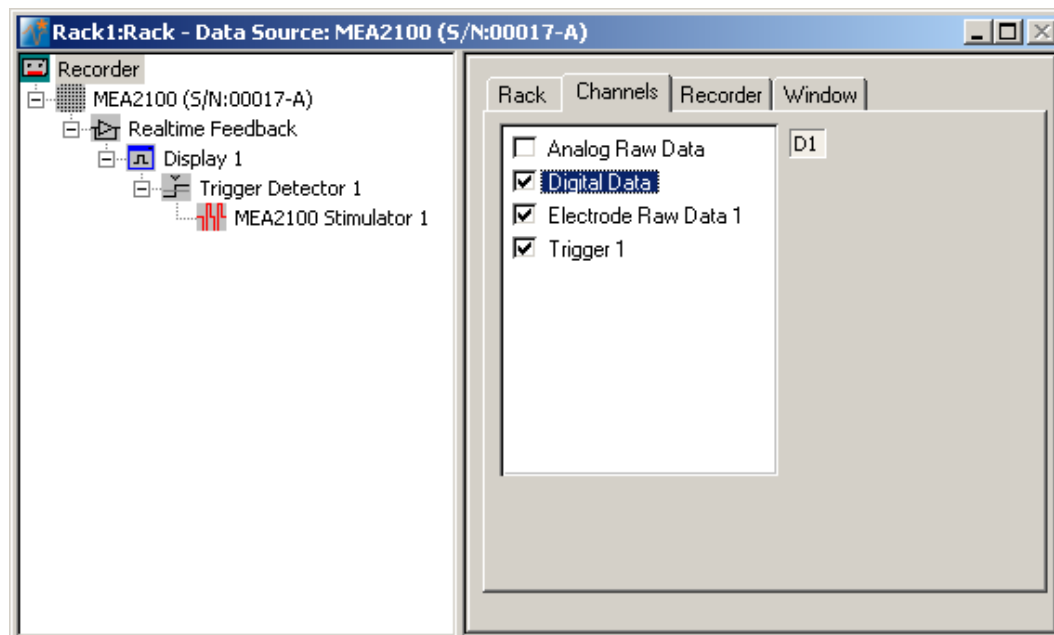 Rack1:Rack - Data Source: MEA2100 (S/N:00017-A)
Recorder
MEA2100 (S/N:00017-A)
Realtime Feedback
Display 1
Trigger Detector 1
MEA2100 Stimulator 1
Rack Channels Recorder Window
Analog Raw Data
Digital Data
Electrode Raw Data 1
Trigger 1
D1